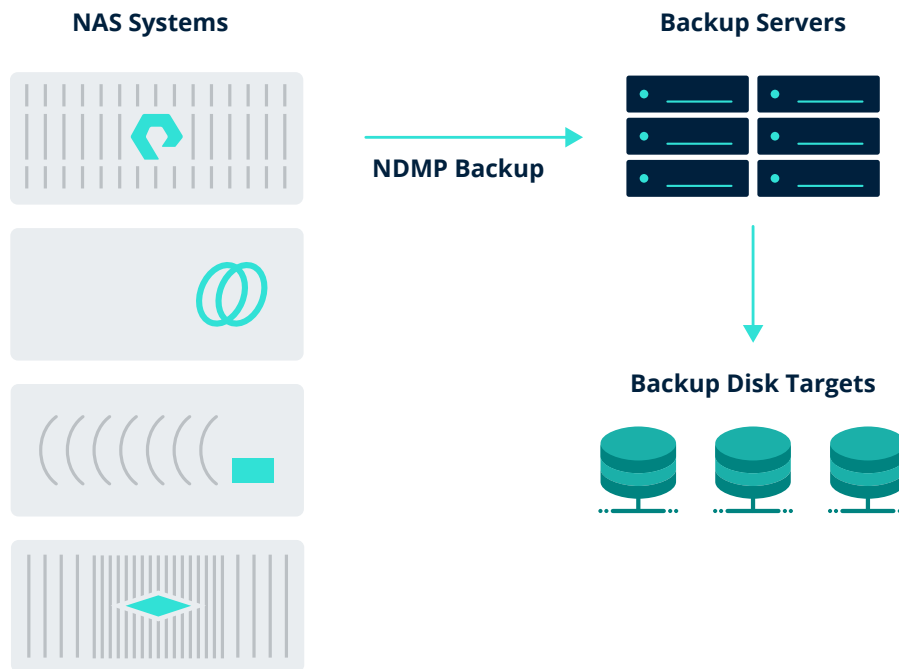 NAS Systems
Backup Servers
NDMP Backup
Backup Disk Targets